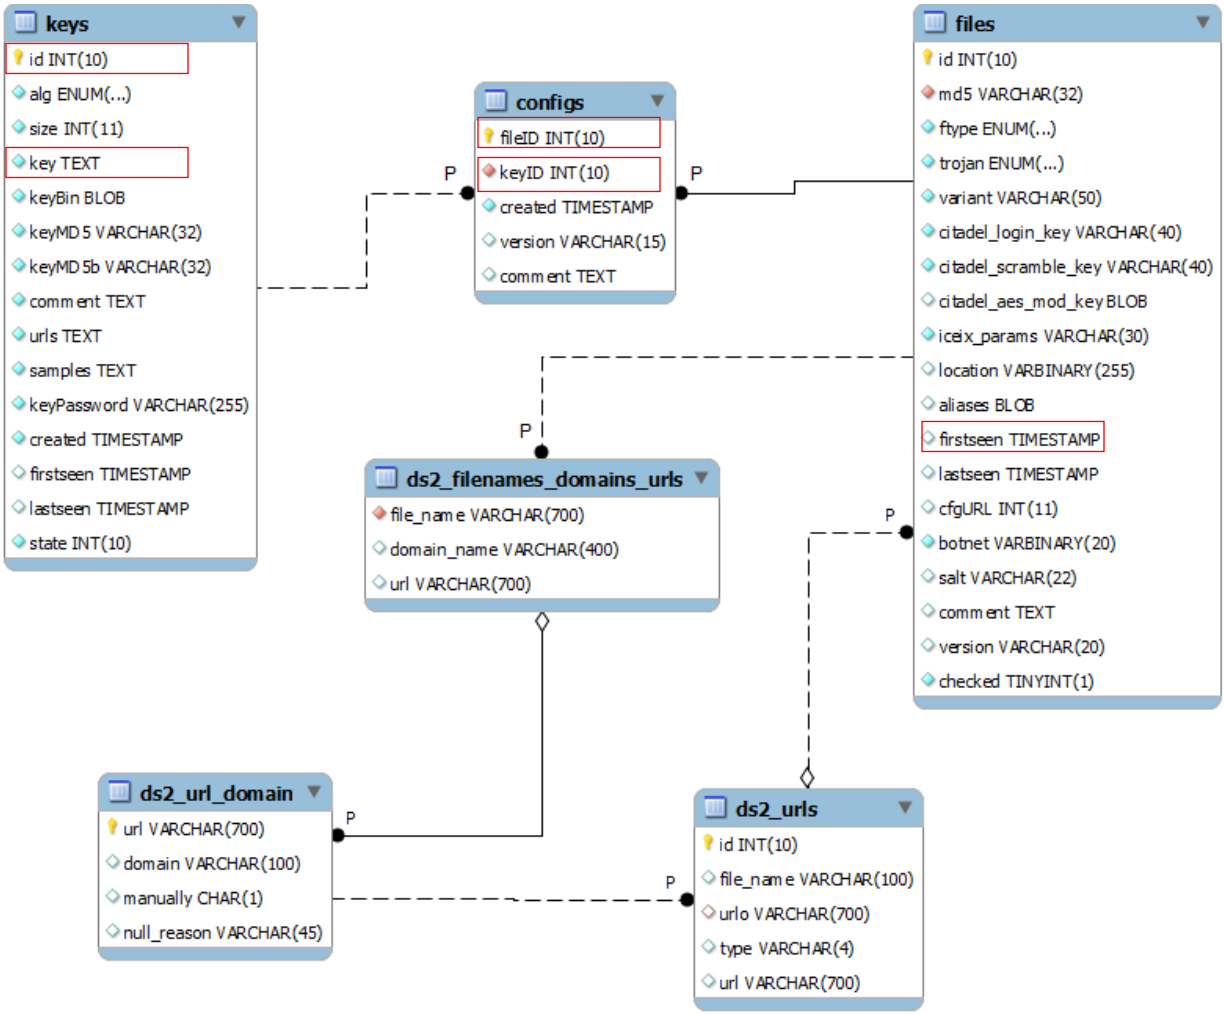 keys
id INT(10)
alg ENUM(...)
size INT(11)
key TEXT
keyBin BLOB
keyMD5 VARCHAR(32)
keyMD5b VARCHAR(32)
comment TEXT
urls TEXT
samples TEXT
keyPassword VARCHAR(255)
created TIMESTAMP
firstseen TIMESTAMP
lastseen TIMESTAMP
state INT(10)
P
configs
fileID INT(10)
keyID INT(10)
created TIMESTAMP
version VARCHAR(15)
comment TEXT
P
files
id INT(10)
md5 VARCHAR(32)
ftype ENUM(...)
trojan ENUM(...)
variant VARCHAR(50)
citadel_login_key VARCHAR(40)
citadel_scramble_key VARCHAR(40)
citadel_aes_mod_key BLOB
iceix_params VARCHAR(30)
location VARBINARY(255)
aliases BLOB
firstseen TIMESTAMP
lastseen TIMESTAMP
cfgURL INT(11)
botnet VARBINARY(20)
salt VARCHAR(22)
comment TEXT
version VARCHAR(20)
checked TINYINT(1)
P
ds2_filenames_domains_urls
file_name VARCHAR(700)
domain_name VARCHAR(400)
url VARCHAR(700)
P
ds2_url_domain
url VARCHAR(700)
domain VARCHAR(100)
manually CHAR(1)
null_reason VARCHAR(45)
P
P
ds2_urls
id INT(10)
file_name VARCHAR(100)
urlo VARCHAR(700)
type VARCHAR(4)
url VARCHAR(700)